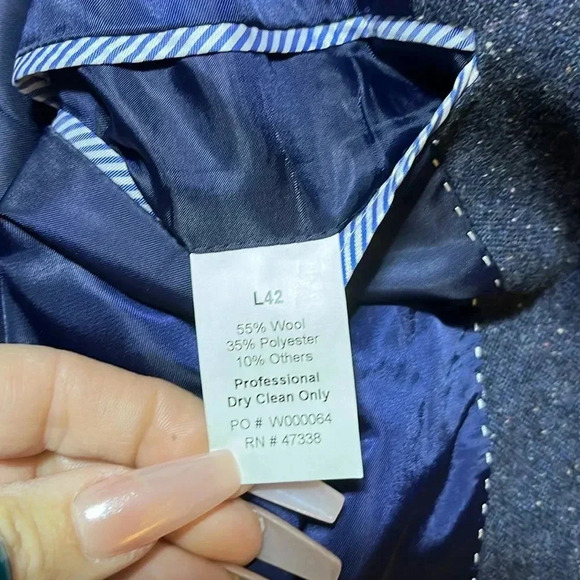 L42
55% Wool
35% Polyester
10% Others
Professional
Dry Clean Only
PO # W000064
RN # 47338